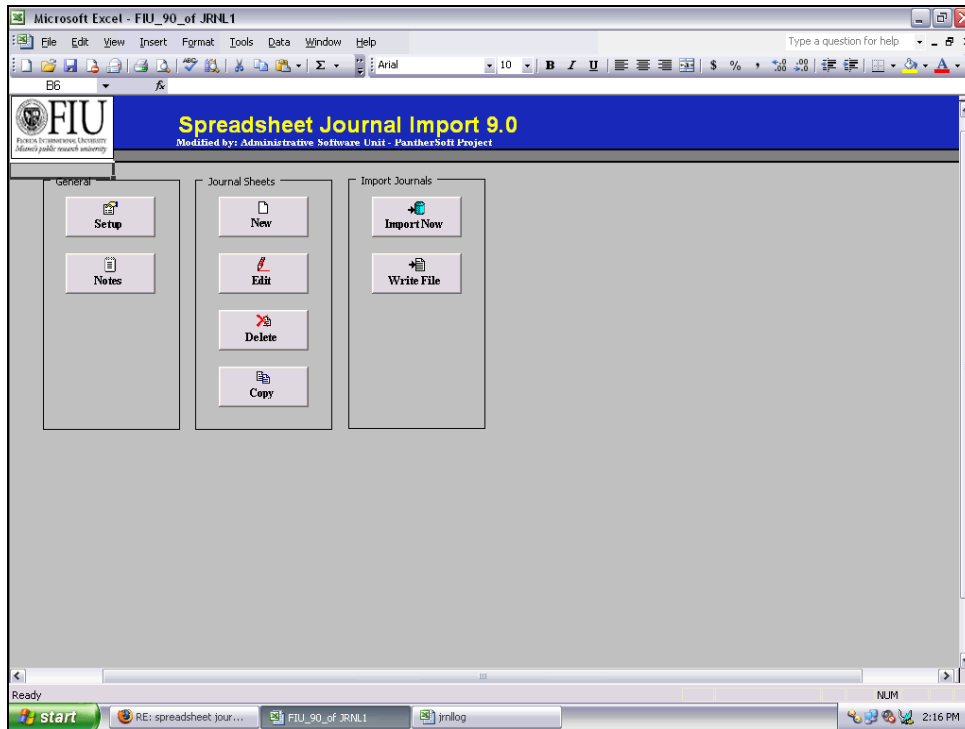 Microsoft Excel - FIU_90_of JRNL1
File Edit View Insert Format Tools Data Window Help
Type a question for help
Arial 10 B I U $ %
B6 fx
FIU
FLORIDA INTERNATIONAL UNIVERSITY
Miami's public research university
Spreadsheet Journal Import 9.0
Modified by: Administrative Software Unit - PantherSoft Project
General
Journal Sheets
Import Journals
Setup
New
Import Now
Notes
Edit
Write File
Delete
Copy
Ready
NUM
start
RE: spreadsheet jour...
FIU_90_of JRNL1
jrnllog
2:16 PM